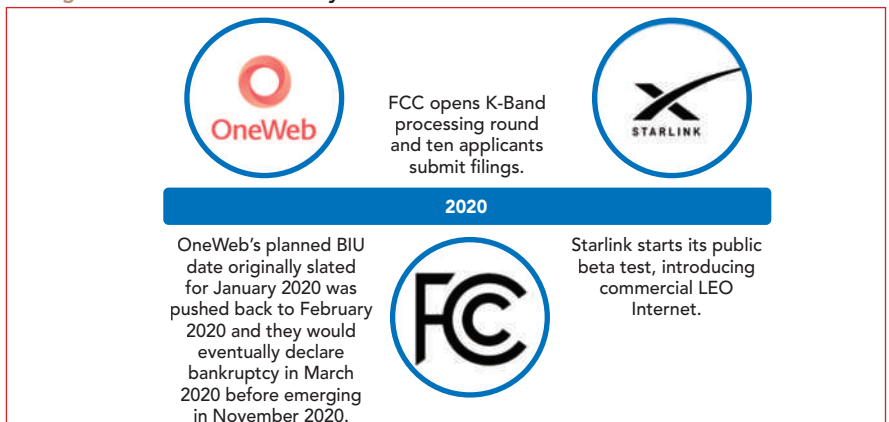 OneWeb
FCC opens K-Band
processing round
and ten applicants
submit filings.
STARLINK
2020
OneWeb's planned BIU
date originally slated
for January 2020 was
pushed back to February
2020 and they would
eventually declare
bankruptcy in March
2020 before emerging
in November 2020.
FCC
Starlink starts its public
beta test, introducing
commercial LEO
Internet.